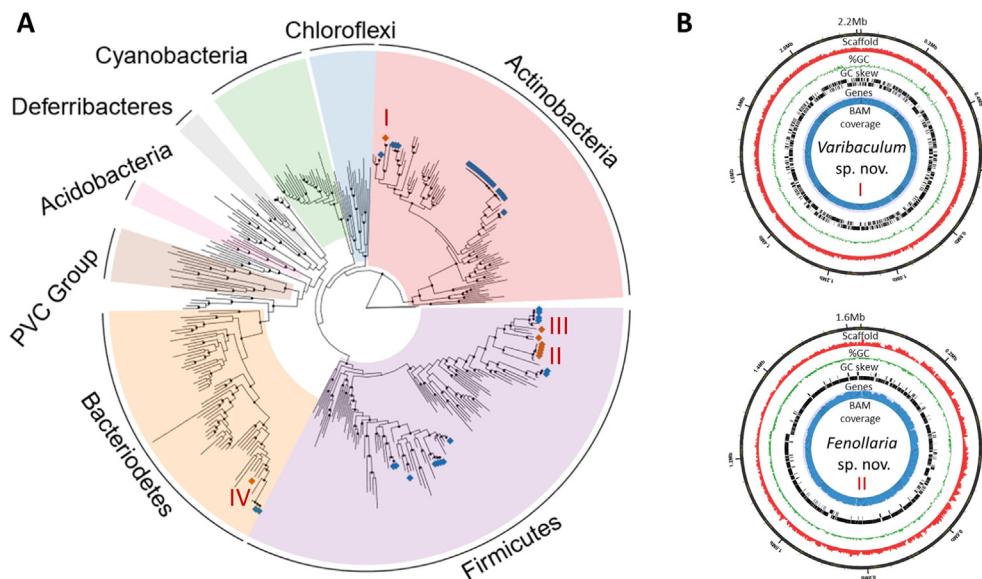 A
Chloroflexi
Cyanobacteria
Deferribacteres
Acidobacteria
PVC Group
Bacteriodetes
Firmicutes
Actinobacteria
I
III
II
IV
B
2.2Mb
Scaffold
%GC
GC skew
Genes
BAM
coverage
Varibaculum
sp. nov.
I
1.6Mb
Scaffold
%GC
GC skew
Genes
BAM
coverage
Fenollaria
sp. nov.
II